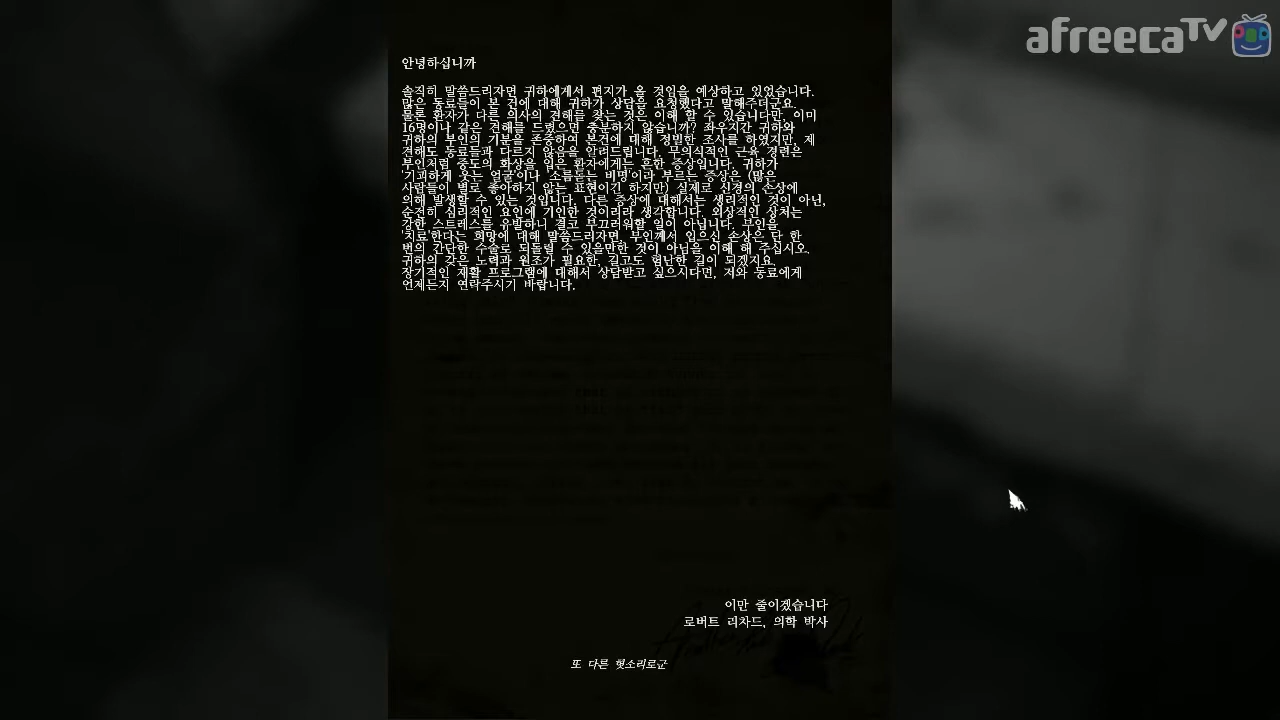 afreecaTV
안녕하십니까
솔직히 말씀드리자면 귀하에게서 편지가 올 것임을 예상하고 있었습니다.
많은 동료들이 본 건에 대해 귀하가 상담을 요청했다고 말해주더군요.
물론 환자가 다른 의사의 견해를 찾는 것은 이해 할 수 있습니다만, 이미
16명이나 같은 견해를 드렸으면 충분하지 않습니까? 좌우지간 귀하와
귀하의 부인의 기분을 존중하여 본건에 대해 정밀한 조사를 하였지만, 제
견해도 동료들과 다르지 않음을 알려드립니다. 무의식적인 근육 경련은
부인처럼 중도의 화상을 입은 환자에게는 흔한 증상입니다. 귀하가
'기괴하게 웃는 얼굴'이나 '소름돋는 비명'이라 부르는 증상은 (많은
사람들이 별로 좋아하지 않는 표현이긴 하지만) 실제로 신경의 손상에
의해 발생할 수 있는 것입니다. 다른 증상에 대해서는 생리적인 것이 아닌,
순전히 심리적인 요인에 기인한 것이리라 생각합니다. 외상적인 상처는
강한 스트레스를 유발하니 결코 부끄러워할 일이 아닙니다. 부인을
'치료'한다는 희망에 대해 말씀드리자면, 부인께서 입으신 손상은 단 한
번의 간단한 수술로 되돌릴 수 있을만한 것이 아님을 이해 해 주십시오.
귀하의 갖은 노력과 원조가 필요한, 길고도 험난한 길이 되겠지요.
장기적인 재활 프로그램에 대해서 상담받고 싶으시다면, 저와 동료에게
언제든지 연락주시기 바랍니다.
이만 줄이겠습니다
로버트 리차드, 의학 박사
또 다른 헛소리로군